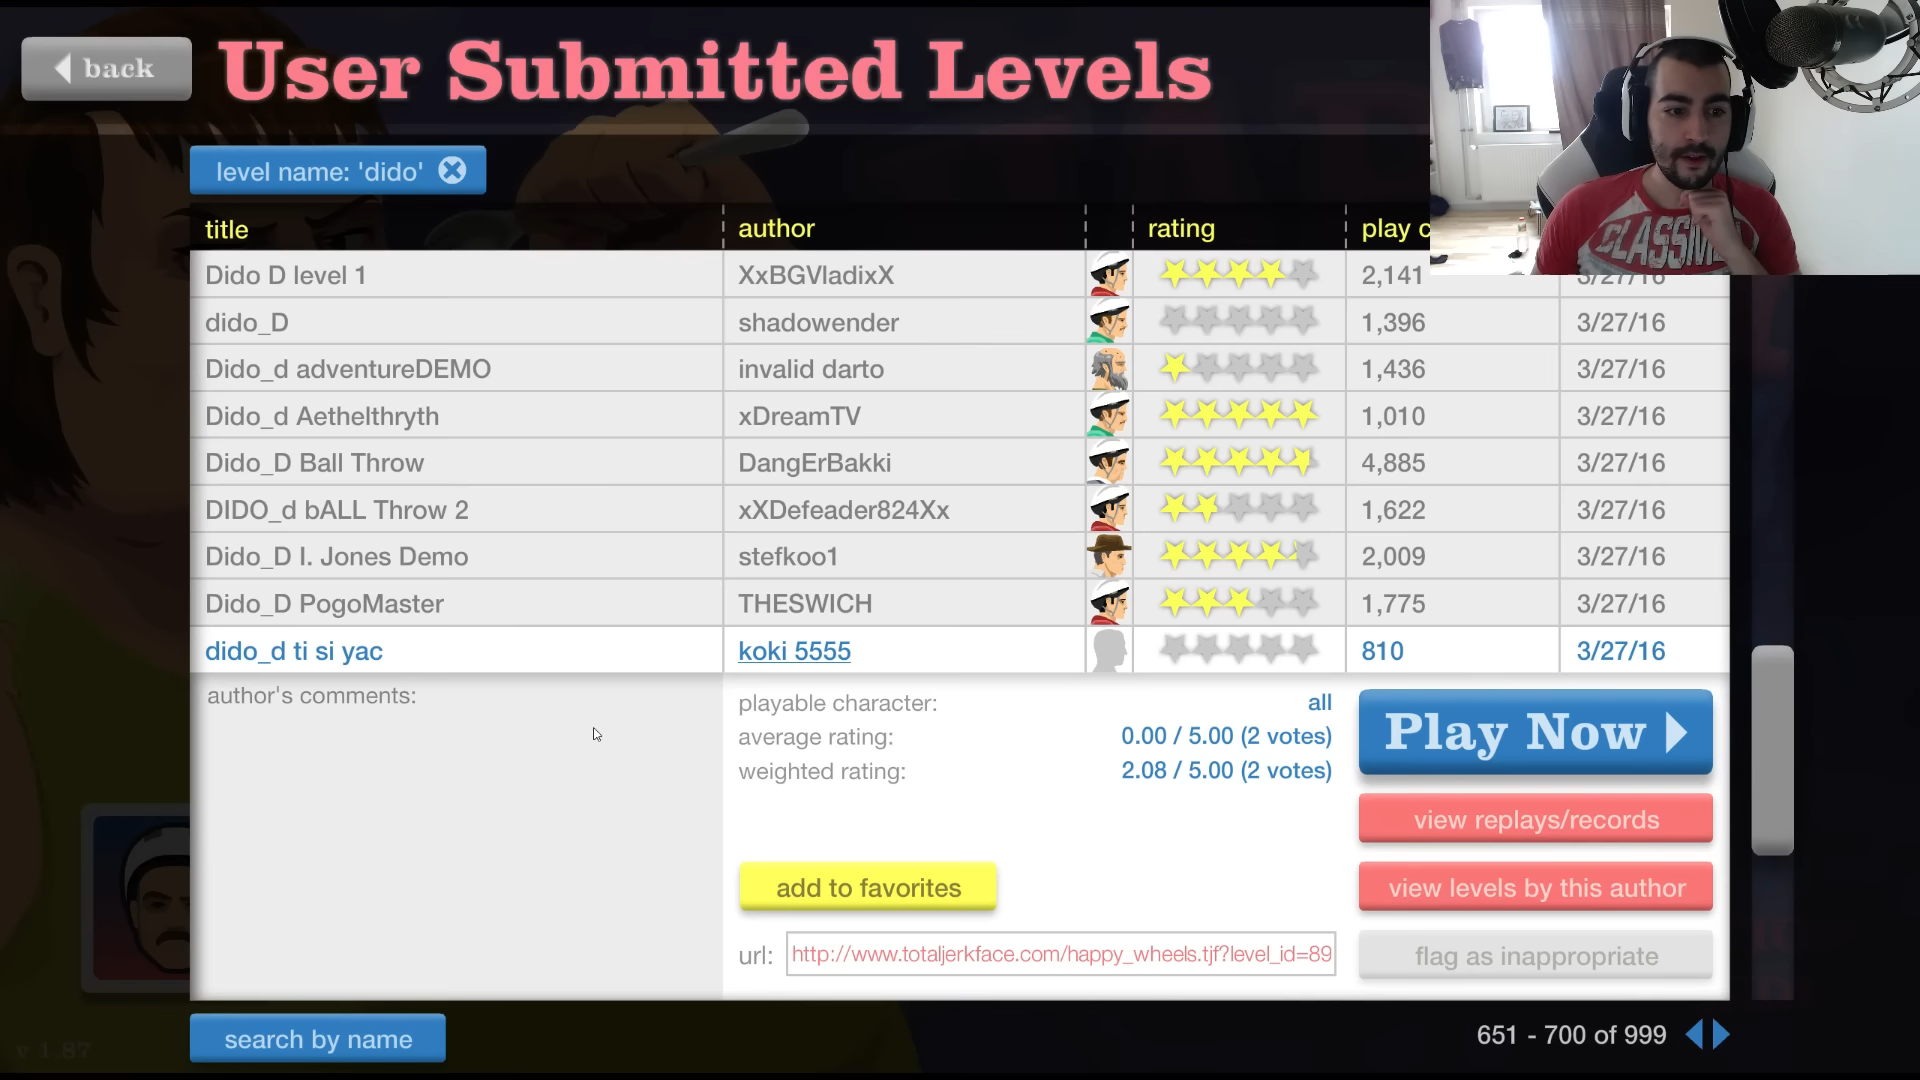 back
User Submitted Levels
level name: 'dido'
title author rating play c
Dido D level 1 XxBGVladixX 2,141 3/27/16
dido_D shadowender 1,396 3/27/16
Dido_d adventureDEMO invalid darto 1,436 3/27/16
Dido_d Aethelthryth xDreamTV 1,010 3/27/16
Dido_D Ball Throw DangErBakki 4,885 3/27/16
DIDO_d bALL Throw 2 xXDefeader824Xx 1,622 3/27/16
Dido_D I. Jones Demo stefkoo1 2,009 3/27/16
Dido_D PogoMaster THESWICH 1,775 3/27/16
dido_d ti si yac koki 5555 810 3/27/16
author's comments:
playable character: all
average rating: 0.00 / 5.00 (2 votes)
weighted rating: 2.08 / 5.00 (2 votes)
Play Now
view replays/records
add to favorites
view levels by this author
url: http://www.totaljerkface.com/happy_wheels.tjf?level_id=89
flag as inappropriate
search by name
651 - 700 of 999
v 1.87